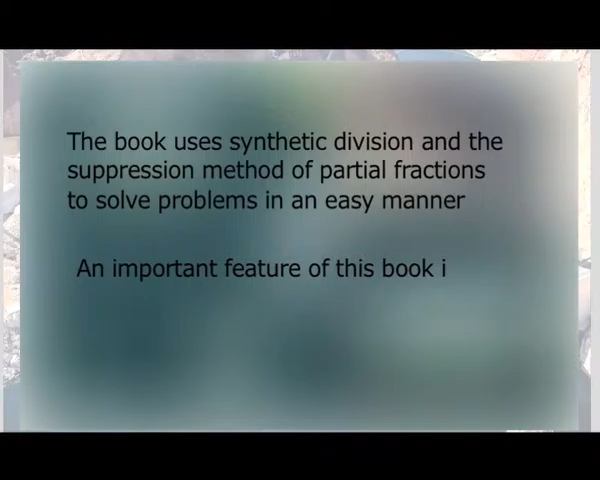 The book uses synthetic division and the
suppression method of partial fractions
to solve problems in an easy manner
An important feature of this book i